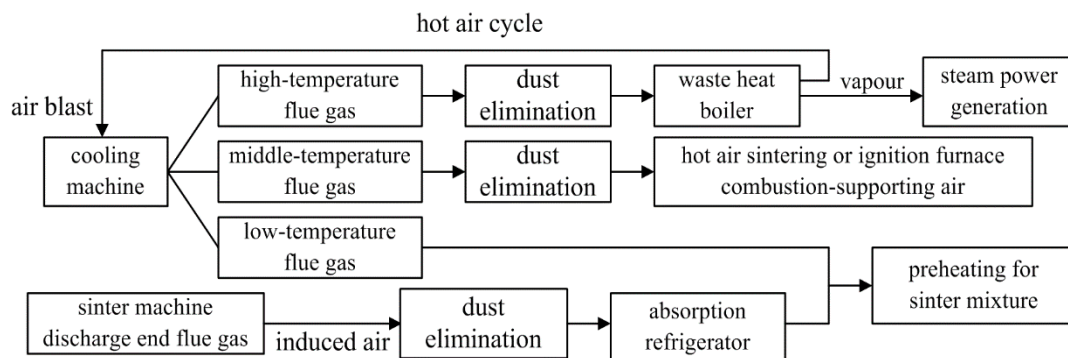 hot air cycle
air blast
cooling
machine
high-temperature
flue gas
dust
elimination
waste heat
boiler
vapour
steam power
generation
middle-temperature
flue gas
dust
elimination
hot air sintering or ignition furnace
combustion-supporting air
low-temperature
flue gas
preheating for
sinter mixture
sinter machine
discharge end flue gas
induced air
dust
elimination
absorption
refrigerator